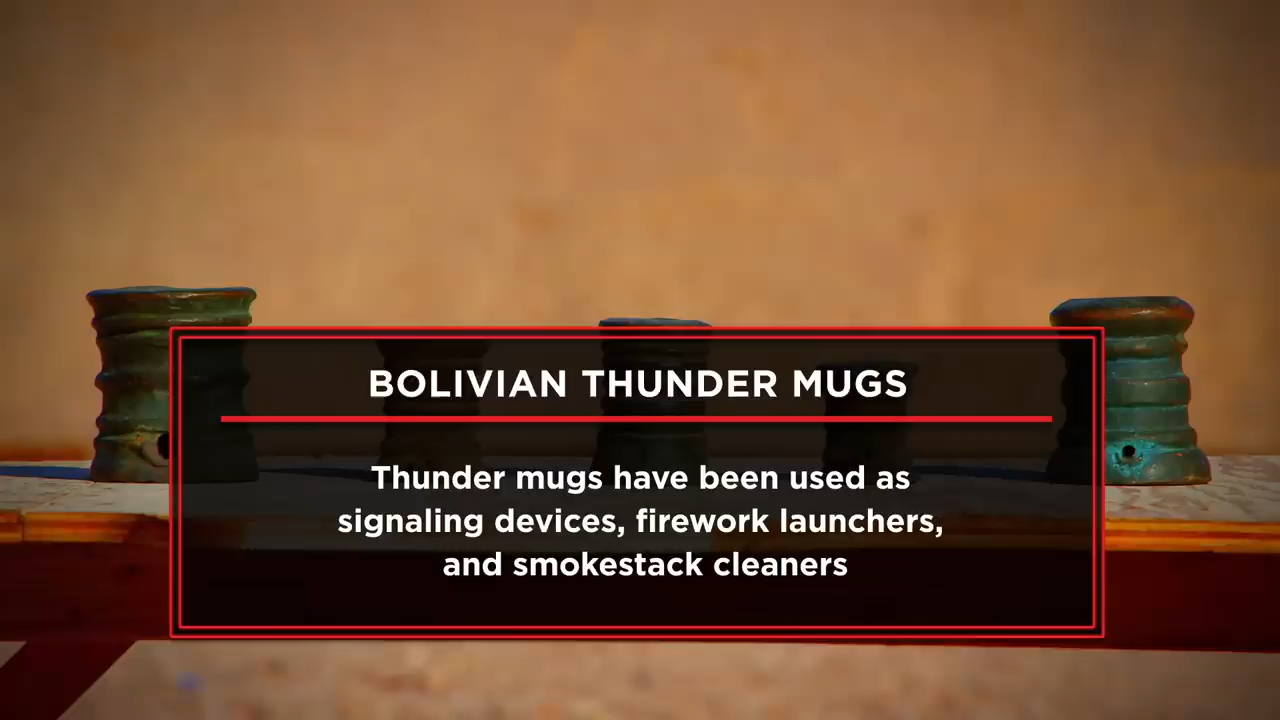 BOLIVIAN THUNDER MUGS
Thunder mugs have been used as
signaling devices, firework launchers,
and smokestack cleaners